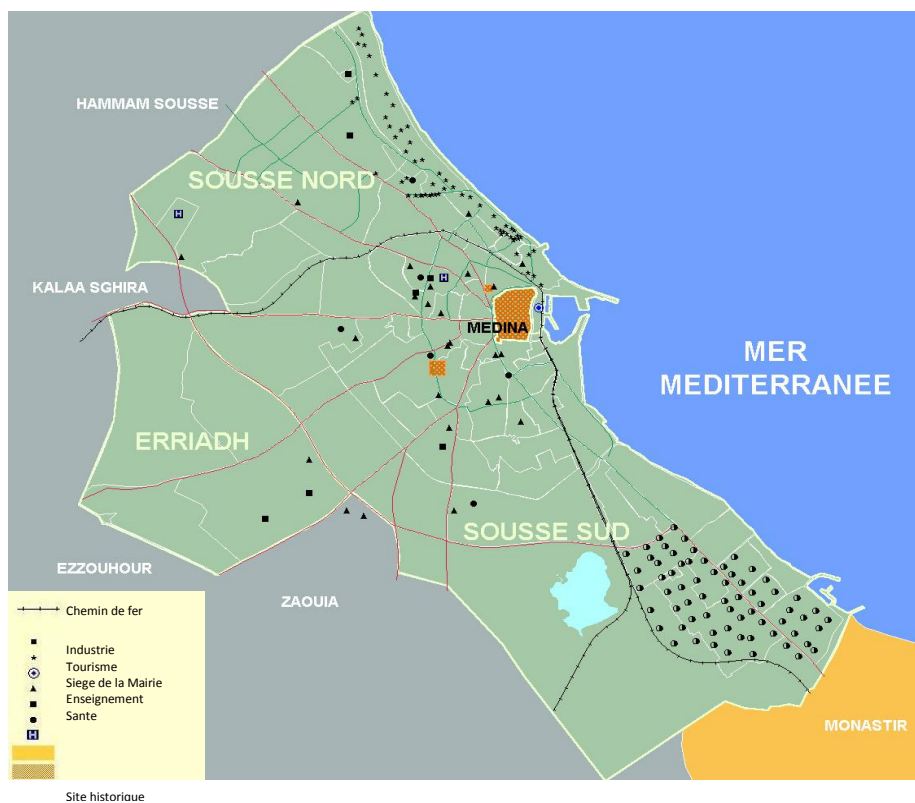 HAMMAM SOUSSE
SOUSSE NORD
H
KALAA SGHIRA
H
MEDINA
MER
MEDITERRANEE
ERRIADH
SOUSSE SUD
EZZOUHOUR
ZAOUIA
MONASTIR
Chemin de fer
Industrie
Tourisme
Siege de la Mairie
Enseignement
Sante
H
Site historique